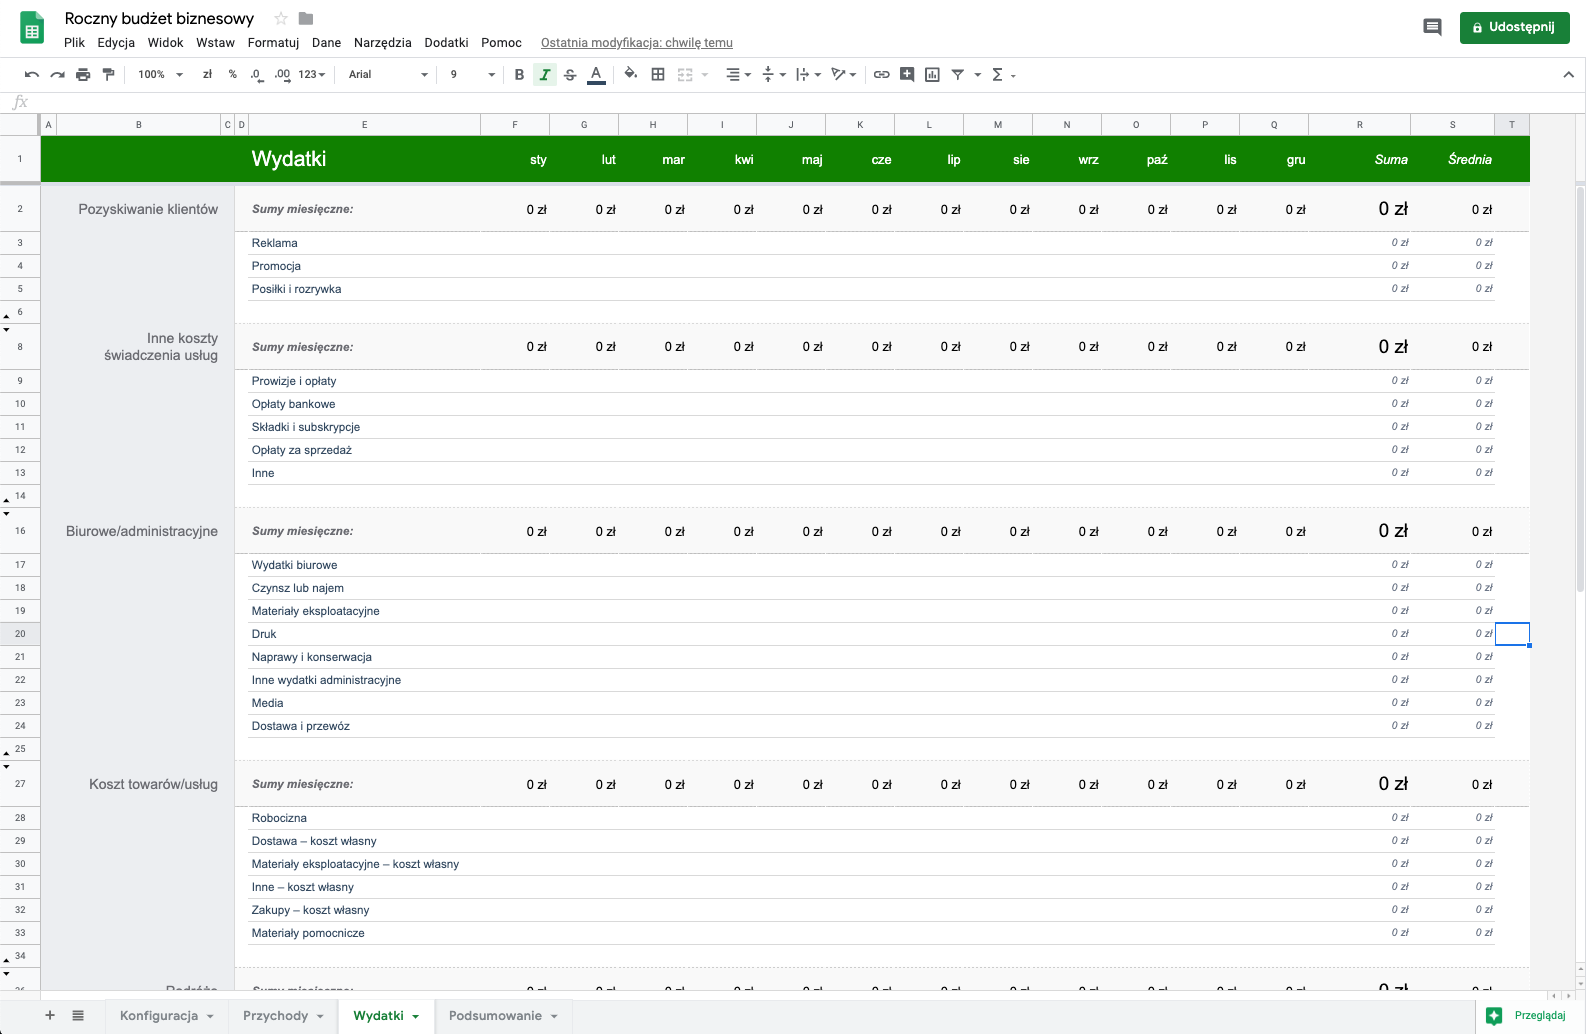 Roczny budżet biznesowy
Plik Edycja Widok Wstaw Formatuj Dane Narzędzia Dodatki Pomoc Ostatnia modyfikacja: chwilę temu
Udostępnij
100% zł % .0 .00 123 Arial 9 B I S A
fx
A B C D E F G H I J K L M N O P Q R S T
1 Wydatki sty lut mar kwi maj cze lip sie wrz paź lis gru Suma Średnia
2 Pozyskiwanie klientów Sumy miesięczne: 0 zł 0 zł 0 zł 0 zł 0 zł 0 zł 0 zł 0 zł 0 zł 0 zł 0 zł 0 zł 0 zł 0 zł
3 Reklama 0 zł 0 zł
4 Promocja 0 zł 0 zł
5 Posiłki i rozrywka 0 zł 0 zł
6
8 Inne koszty świadczenia usług Sumy miesięczne: 0 zł 0 zł 0 zł 0 zł 0 zł 0 zł 0 zł 0 zł 0 zł 0 zł 0 zł 0 zł 0 zł 0 zł
9 Prowizje i opłaty 0 zł 0 zł
10 Opłaty bankowe 0 zł 0 zł
11 Składki i subskrypcje 0 zł 0 zł
12 Opłaty za sprzedaż 0 zł 0 zł
13 Inne 0 zł 0 zł
14
16 Biurowe/administracyjne Sumy miesięczne: 0 zł 0 zł 0 zł 0 zł 0 zł 0 zł 0 zł 0 zł 0 zł 0 zł 0 zł 0 zł 0 zł 0 zł
17 Wydatki biurowe 0 zł 0 zł
18 Czynsz lub najem 0 zł 0 zł
19 Materiały eksploatacyjne 0 zł 0 zł
20 Druk 0 zł 0 zł
21 Naprawy i konserwacja 0 zł 0 zł
22 Inne wydatki administracyjne 0 zł 0 zł
23 Media 0 zł 0 zł
24 Dostawa i przewóz 0 zł 0 zł
25
27 Koszt towarów/usług Sumy miesięczne: 0 zł 0 zł 0 zł 0 zł 0 zł 0 zł 0 zł 0 zł 0 zł 0 zł 0 zł 0 zł 0 zł 0 zł
28 Robocizna 0 zł 0 zł
29 Dostawa – koszt własny 0 zł 0 zł
30 Materiały eksploatacyjne – koszt własny 0 zł 0 zł
31 Inne – koszt własny 0 zł 0 zł
32 Zakupy – koszt własny 0 zł 0 zł
33 Materiały pomocnicze 0 zł 0 zł
34
Konfiguracja Przychody Wydatki Podsumowanie Przeglądaj